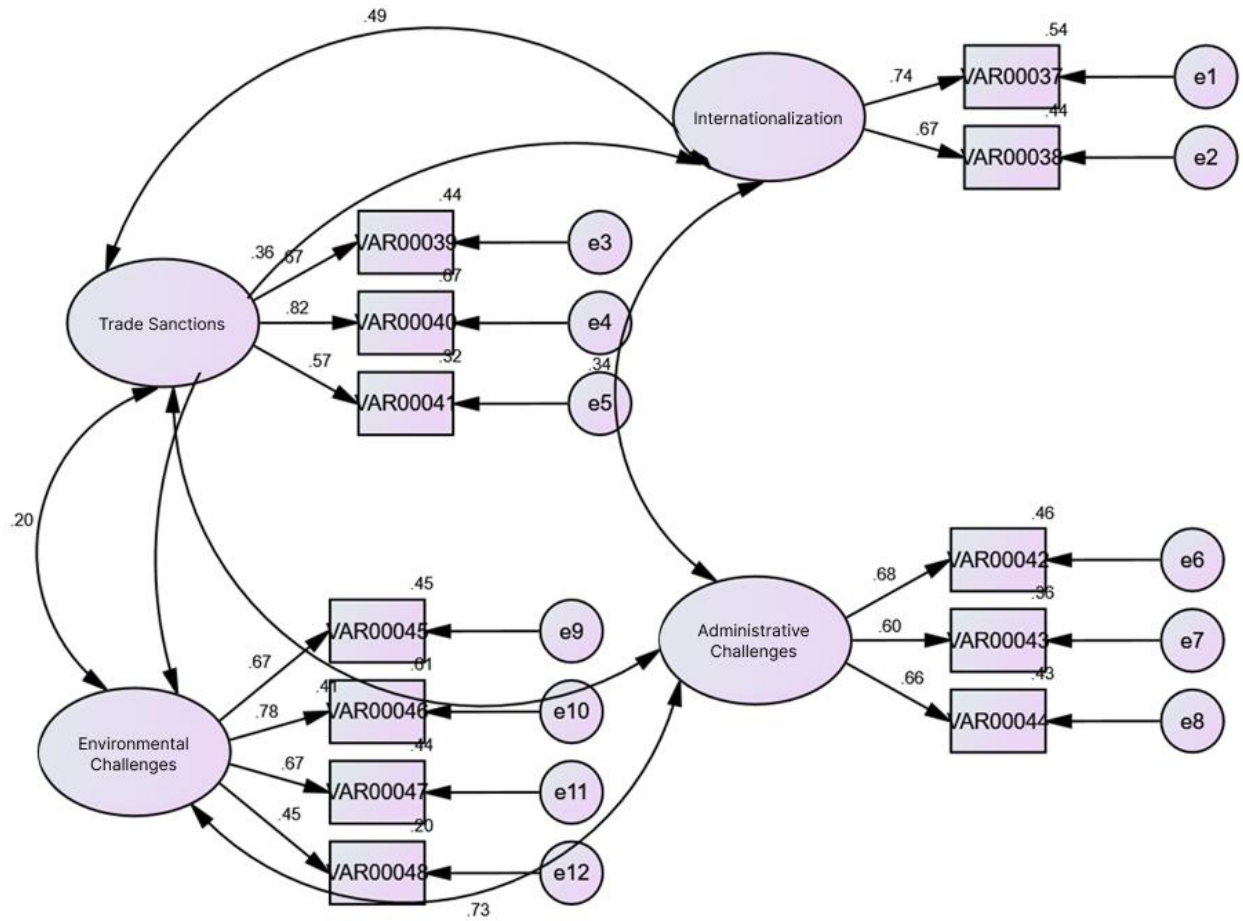 .49
.54
.74
VAR00037
e1
Internationalization
.44
.67
VAR00038
e2
.44
.36
.67
VAR00039
e3
.67
Trade Sanctions
.82
VAR00040
e4
.32
.57
.34
VAR00041
e5
.20
.46
.68
VAR00042
e6
.36
.45
.67
VAR00045
e9
Administrative
Challenges
.60
VAR00043
e7
.61
.43
.41
.78
VAR00046
e10
.66
VAR00044
e8
Environmental
Challenges
.44
.67
VAR00047
e11
.20
.45
VAR00048
e12
.73